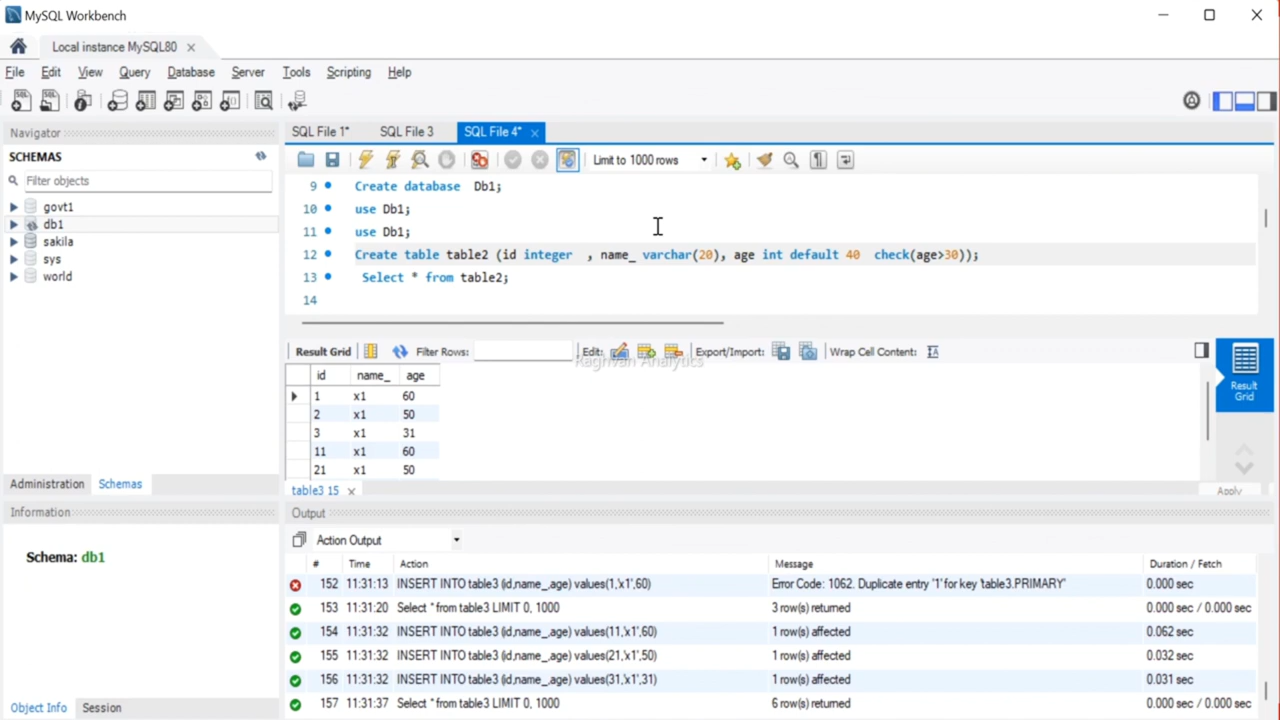 MySQL Workbench
Local instance MySQL80
File Edit View Query Database Server Tools Scripting Help
Navigator
SCHEMAS
Filter objects
govt1
db1
sakila
sys
world
Administration Schemas
Information
Schema: db1
Object Info Session
SQL File 1* SQL File 3 SQL File 4*
Limit to 1000 rows
9 Create database Db1;
10 use Db1;
11 use Db1;
12 Create table table2 (id integer , name_ varchar(20), age int default 40 check(age>30));
13 Select * from table2;
14
Result Grid Filter Rows: Edit: Export/Import: Wrap Cell Content:
Raghvan Analytics
id name_ age
1 x1 60
2 x1 50
3 x1 31
11 x1 60
21 x1 50
Result
Grid
table3 15 Apply
Output
Action Output
# Time Action Message Duration / Fetch
152 11:31:13 INSERT INTO table3 (id,name_,age) values(1,'x1',60) Error Code: 1062. Duplicate entry '1' for key 'table3.PRIMARY' 0.000 sec
153 11:31:20 Select * from table3 LIMIT 0, 1000 3 row(s) returned 0.000 sec / 0.000 sec
154 11:31:32 INSERT INTO table3 (id,name_,age) values(11,'x1',60) 1 row(s) affected 0.062 sec
155 11:31:32 INSERT INTO table3 (id,name_,age) values(21,'x1',50) 1 row(s) affected 0.032 sec
156 11:31:32 INSERT INTO table3 (id,name_,age) values(31,'x1',31) 1 row(s) affected 0.031 sec
157 11:31:37 Select * from table3 LIMIT 0, 1000 6 row(s) returned 0.000 sec / 0.000 sec